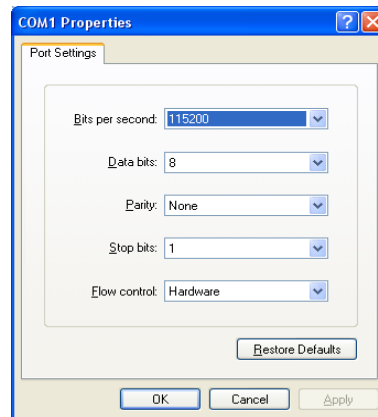 COM1 Properties
Port Settings
Bits per second: 115200
Data bits: 8
Parity: None
Stop bits: 1
Flow control: Hardware
Restore Defaults
OK Cancel Apply